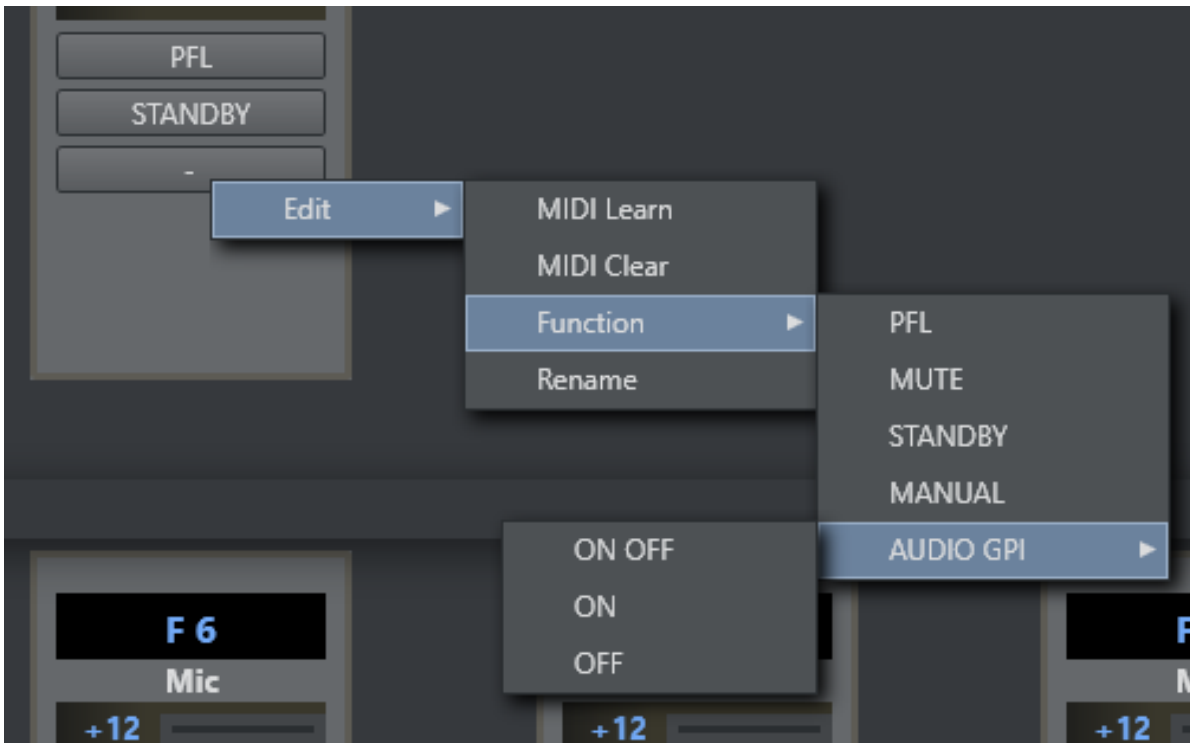 PFL
STANDBY
-
Edit
MIDI Learn
MIDI Clear
Function
Rename
PFL
MUTE
STANDBY
MANUAL
AUDIO GPI
ON OFF
ON
OFF
F 6
Mic
+12
+12
+12